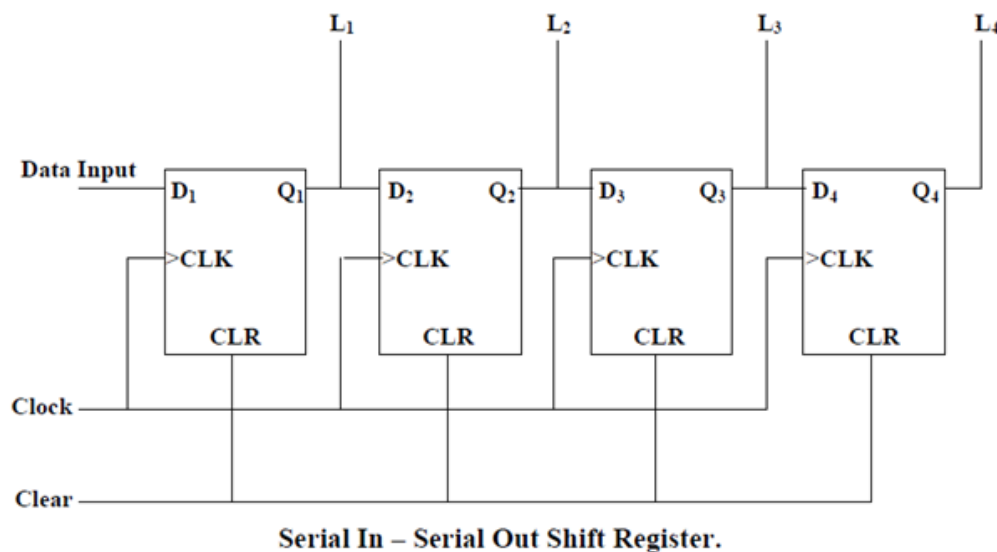 L₁ L₂ L₃ L₄
Data Input
D₁ Q₁ D₂ Q₂ D₃ Q₃ D₄ Q₄
>CLK >CLK >CLK >CLK
CLR CLR CLR CLR
Clock
Clear
Serial In – Serial Out Shift Register.